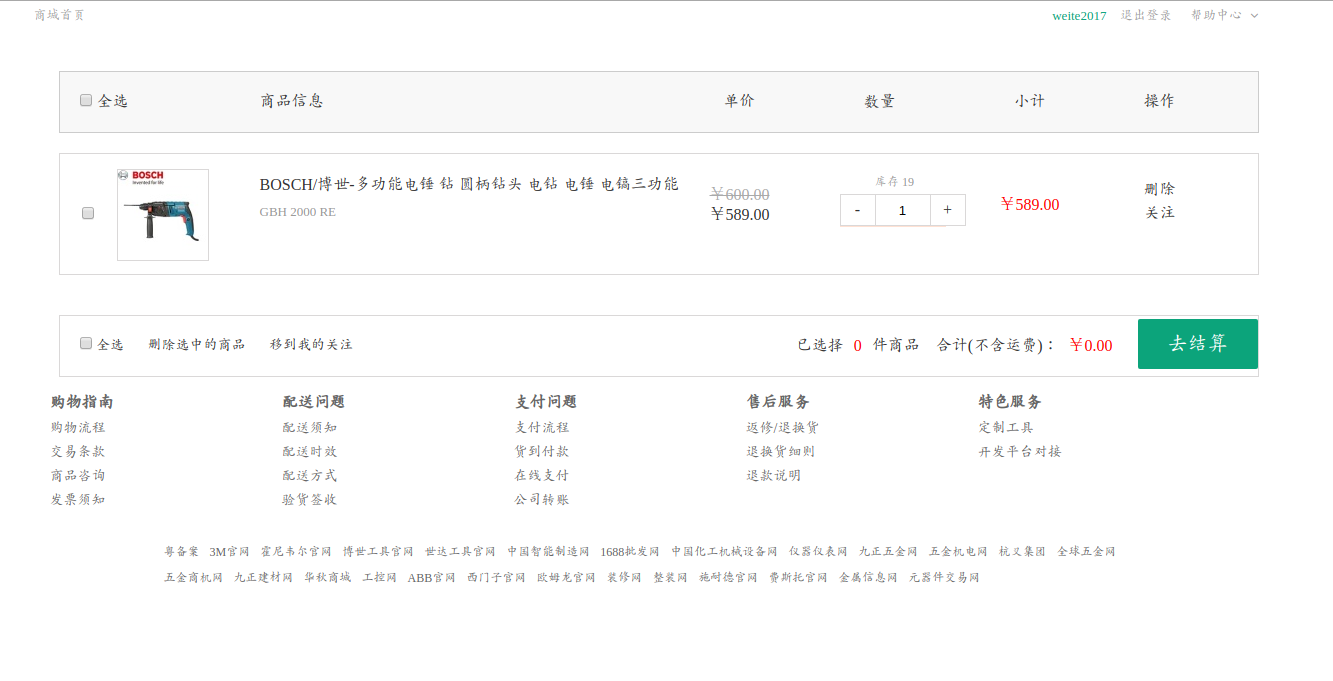 商城首页 weite2017 退出登录 帮助中心
全选 商品信息 单价 数量 小计 操作
BOSCH
Invented for life
BOSCH/博世-多功能电锤 钻 圆柄钻头 电钻 电锤 电镐三功能
GBH 2000 RE
￥600.00
￥589.00
库存 19
- 1 +
￥589.00
删除
关注
全选 删除选中的商品 移到我的关注 已选择 0 件商品 合计(不含运费)： ￥0.00 去结算
购物指南 配送问题 支付问题 售后服务 特色服务
购物流程 配送须知 支付流程 返修/退换货 定制工具
交易条款 配送时效 货到付款 退换货细则 开发平台对接
商品咨询 配送方式 在线支付 退款说明
发票须知 验货签收 公司转账
粤备案 3M官网 霍尼韦尔官网 博世工具官网 世达工具官网 中国智能制造网 1688批发网 中国化工机械设备网 仪器仪表网 九正五金网 五金机电网 杭叉集团 全球五金网
五金商机网 九正建材网 华秋商城 工控网 ABB官网 西门子官网 欧姆龙官网 装修网 整装网 施耐德官网 费斯托官网 金属信息网 元器件交易网